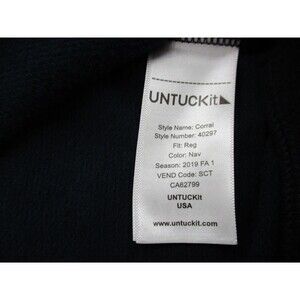 UNTUCKit
Style Name: Corral
Style Number: 40297
Fit: Reg
Color: Nav
Season: 2019 FA 1
VEND Code: SCT
CA62799
UNTUCKit
USA
www.untuckit.com